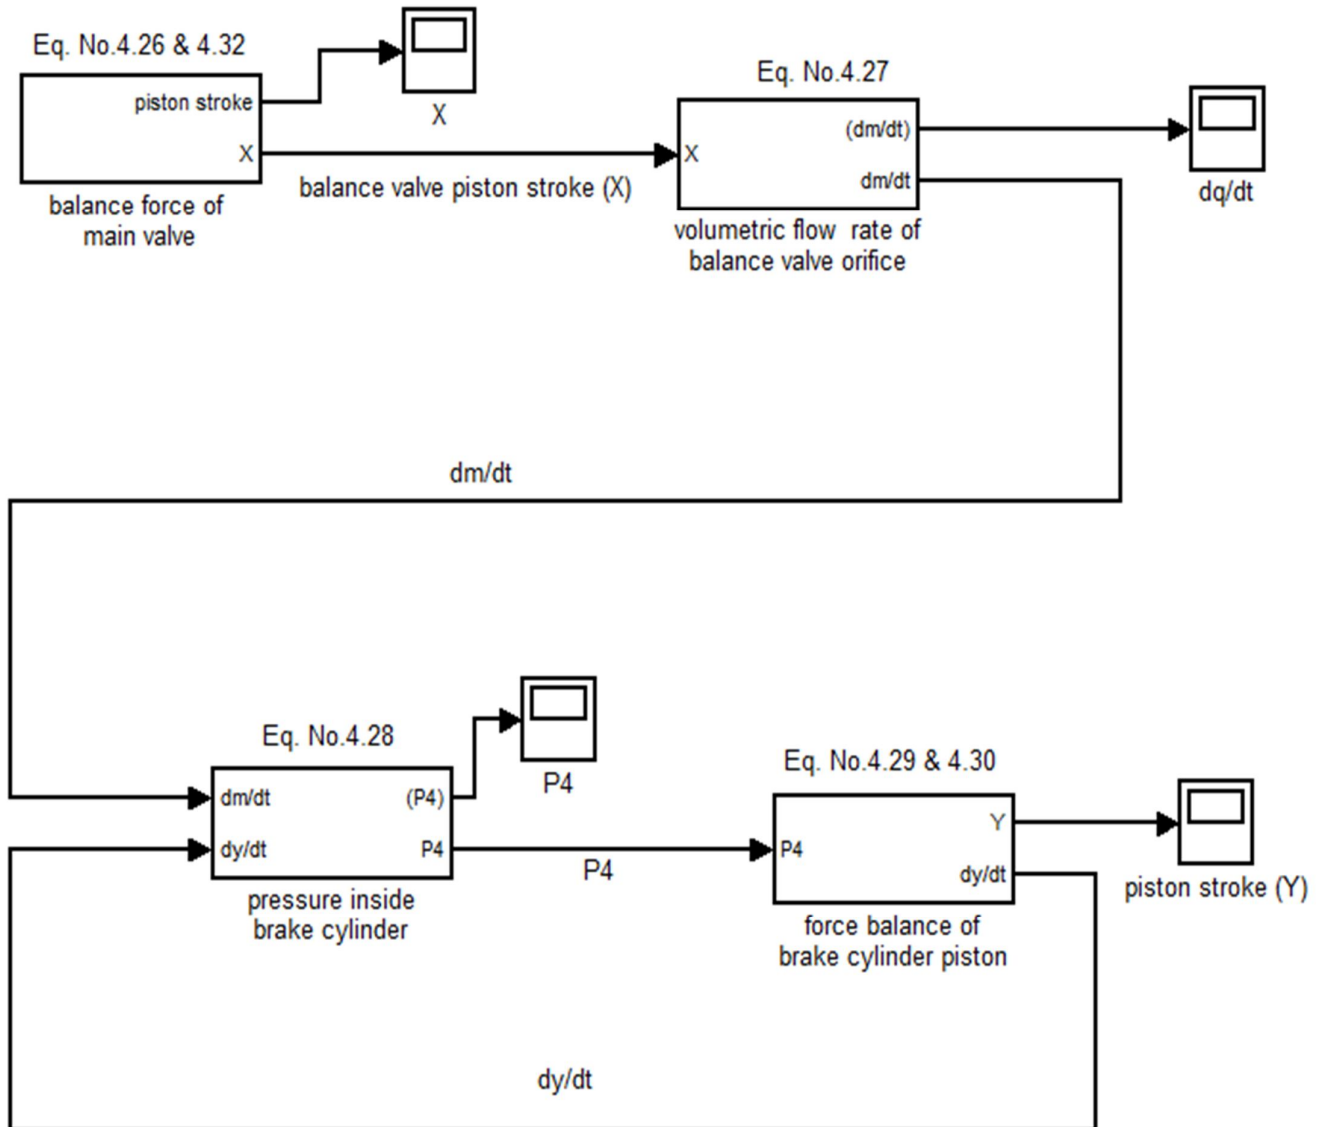 Eq. No.4.26 & 4.32
piston stroke
X
balance force of
main valve
X
balance valve piston stroke (X)
Eq. No.4.27
X
(dm/dt)
dm/dt
volumetric flow rate of
balance valve orifice
dq/dt
dm/dt
Eq. No.4.28
dm/dt
(P4)
dy/dt
P4
pressure inside
brake cylinder
P4
P4
Eq. No.4.29 & 4.30
Y
P4
dy/dt
force balance of
brake cylinder piston
piston stroke (Y)
dy/dt